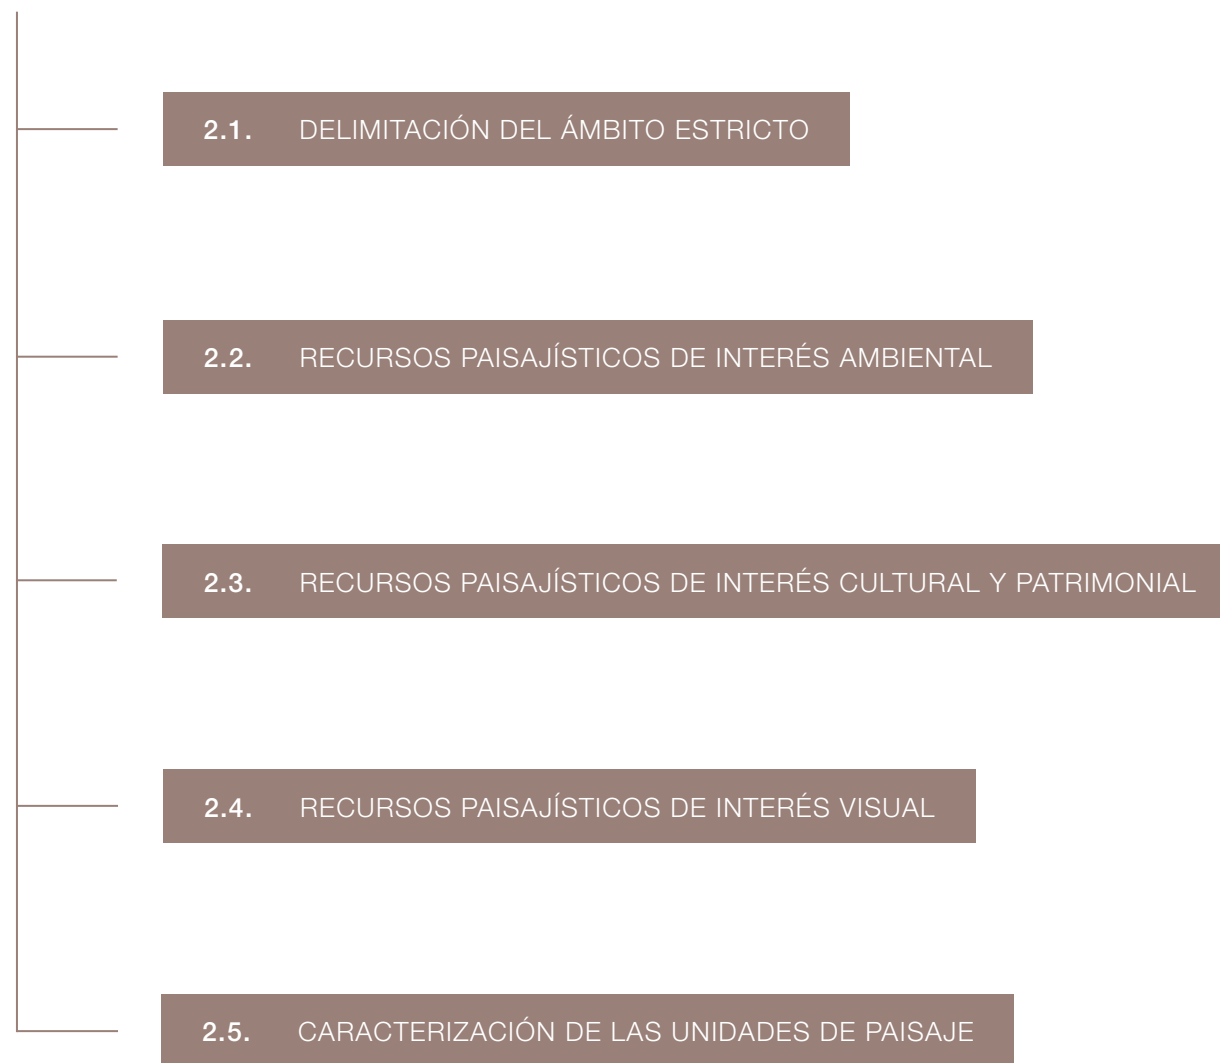 2.1. DELIMITACIÓN DEL ÁMBITO ESTRICTO
2.2. RECURSOS PAISAJÍSTICOS DE INTERÉS AMBIENTAL
2.3. RECURSOS PAISAJÍSTICOS DE INTERÉS CULTURAL Y PATRIMONIAL
2.4. RECURSOS PAISAJÍSTICOS DE INTERÉS VISUAL
2.5. CARACTERIZACIÓN DE LAS UNIDADES DE PAISAJE